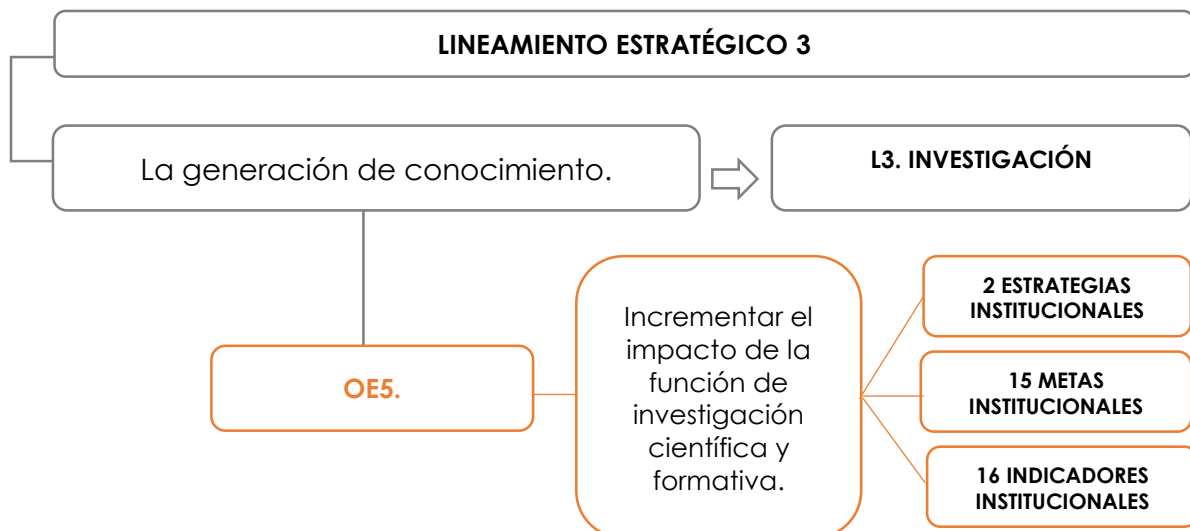 LINEAMIENTO ESTRATÉGICO 3
La generación de conocimiento.
L3. INVESTIGACIÓN
OE5.
Incrementar el
impacto de la
función de
investigación
científica y
formativa.
2 ESTRATEGIAS
INSTITUCIONALES
15 METAS
INSTITUCIONALES
16 INDICADORES
INSTITUCIONALES